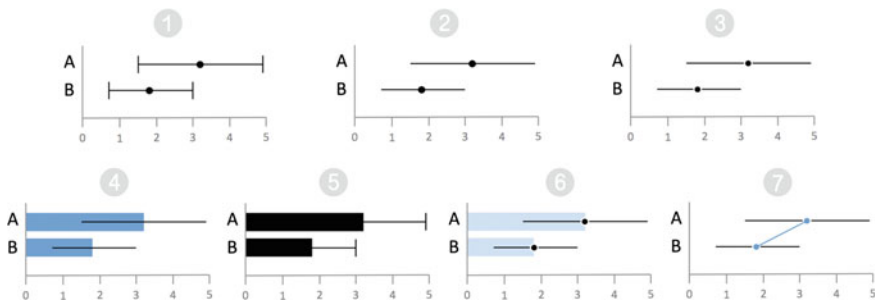 1 2 3
A A A
B B B
0 1 2 3 4 5 0 1 2 3 4 5 0 1 2 3 4 5
4 5 6 7
A A A A
B B B B
0 1 2 3 4 5 0 1 2 3 4 5 0 1 2 3 4 5 0 1 2 3 4 5